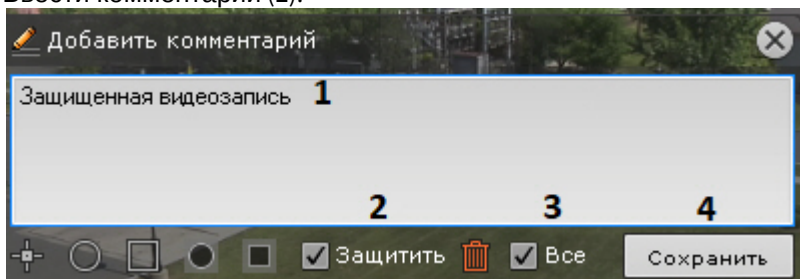 Ввести комментарий (1).
Добавить комментарий
Защищенная видеозапись 1
2 3 4
Защитить Все Сохранить